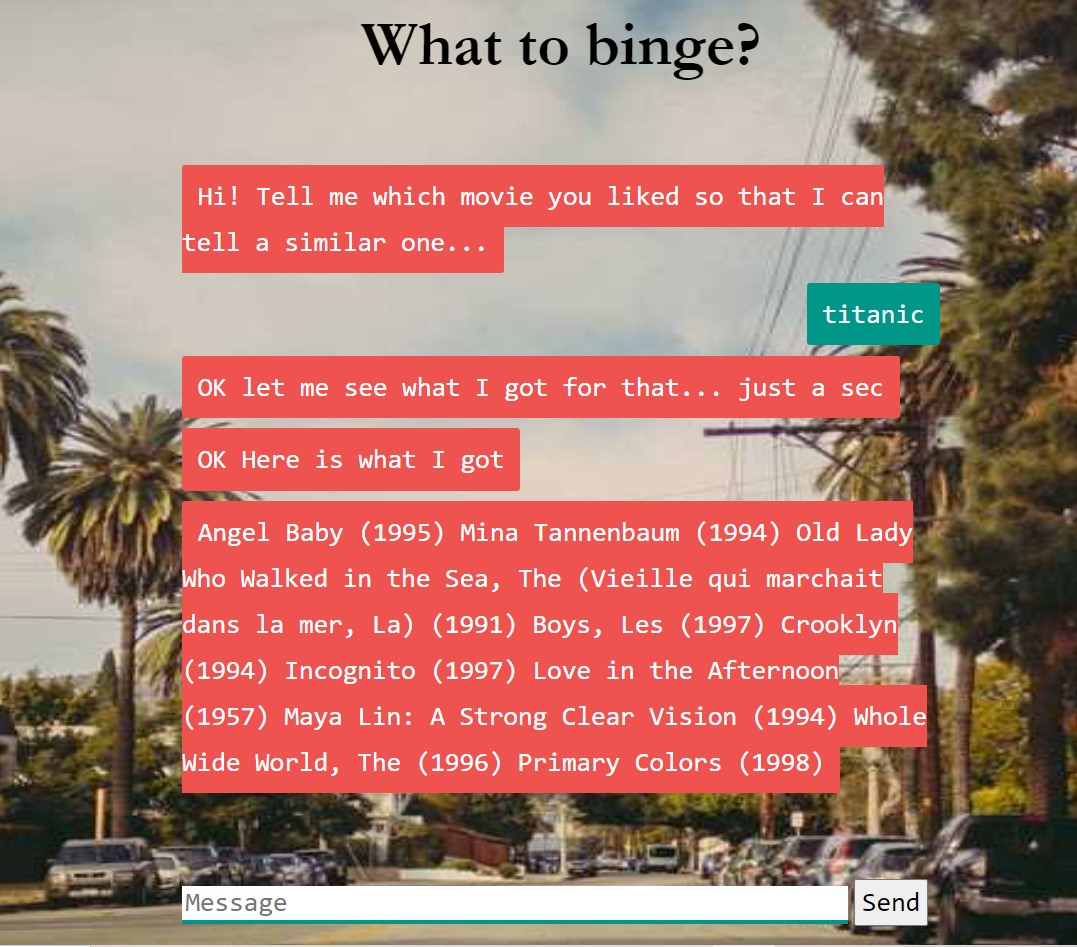 What to binge?
Hi! Tell me which movie you liked so that I can
tell a similar one...
titanic
OK let me see what I got for that... just a sec
OK Here is what I got
Angel Baby (1995) Mina Tannenbaum (1994) Old Lady
Who Walked in the Sea, The (Vieille qui marchait
dans la mer, La) (1991) Boys, Les (1997) Crooklyn
(1994) Incognito (1997) Love in the Afternoon
(1957) Maya Lin: A Strong Clear Vision (1994) Whole
Wide World, The (1996) Primary Colors (1998)
Message
Send